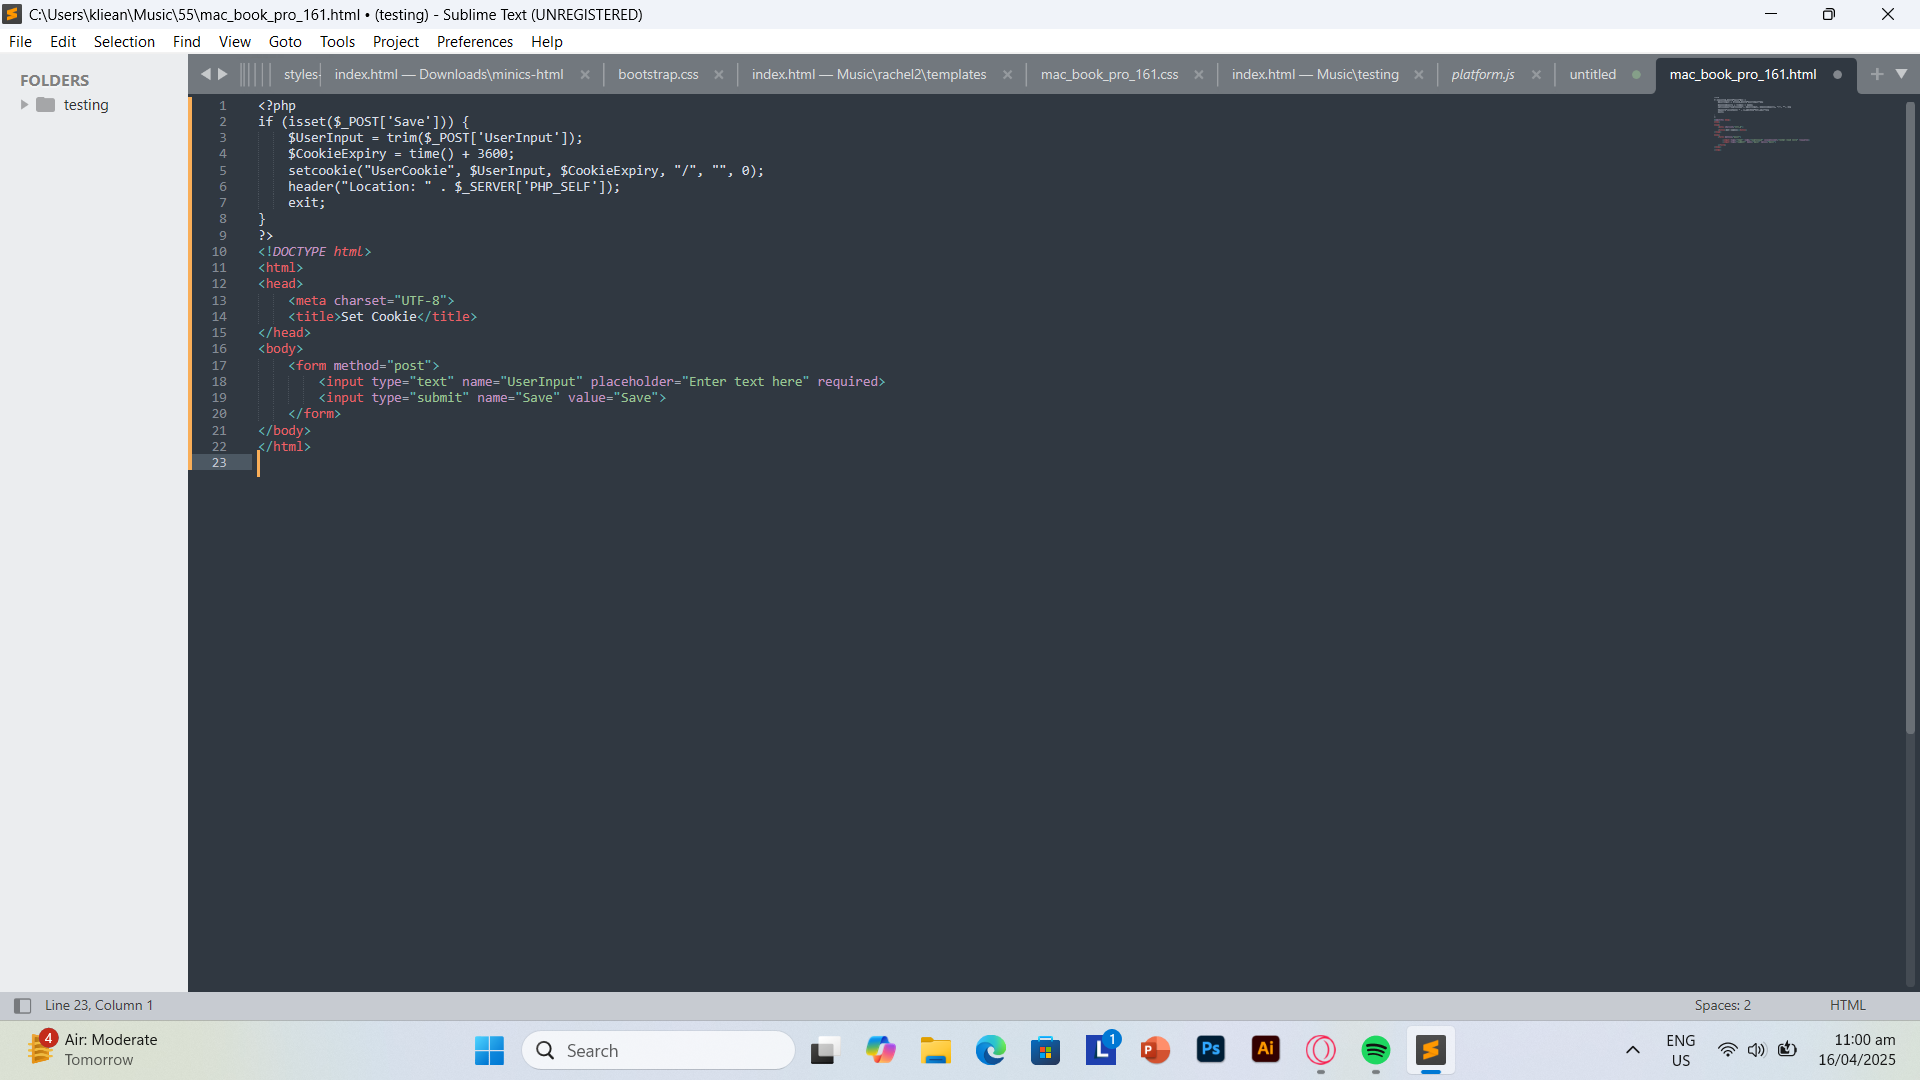 C:\Users\kliean\Music\55\mac_book_pro_161.html • (testing) - Sublime Text (UNREGISTERED)
File Edit Selection Find View Goto Tools Project Preferences Help
FOLDERS
testing
styles- index.html — Downloads\minics-html bootstrap.css index.html — Music\rachel2\templates mac_book_pro_161.css index.html — Music\testing platform.js untitled mac_book_pro_161.html
1 <?php
2 if (isset($_POST['Save'])) {
3 $UserInput = trim($_POST['UserInput']);
4 $CookieExpiry = time() + 3600;
5 setcookie("UserCookie", $UserInput, $CookieExpiry, "/", "", 0);
6 header("Location: " . $_SERVER['PHP_SELF']);
7 exit;
8 }
9 ?>
10 <!DOCTYPE html>
11 <html>
12 <head>
13 <meta charset="UTF-8">
14 <title>Set Cookie</title>
15 </head>
16 <body>
17 <form method="post">
18 <input type="text" name="UserInput" placeholder="Enter text here" required>
19 <input type="submit" name="Save" value="Save">
20 </form>
21 </body>
22 </html>
23
Line 23, Column 1 Spaces: 2 HTML
4 Air: Moderate
Tomorrow
Search
L 1
P
Ps
Ai
ENG
US
11:00 am
16/04/2025